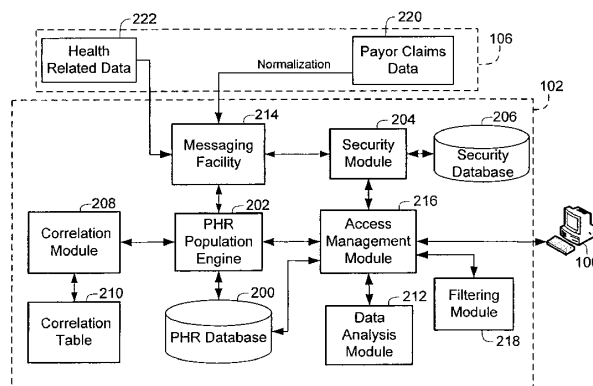 222
Health
Related Data
220
Payor Claims
Data
106
Normalization
102
214
Messaging
Facility
204
Security
Module
206
Security
Database
208
Correlation
Module
202
PHR
Population
Engine
216
Access
Management
Module
210
Correlation
Table
200
PHR Database
212
Data
Analysis
Module
Filtering
Module
218